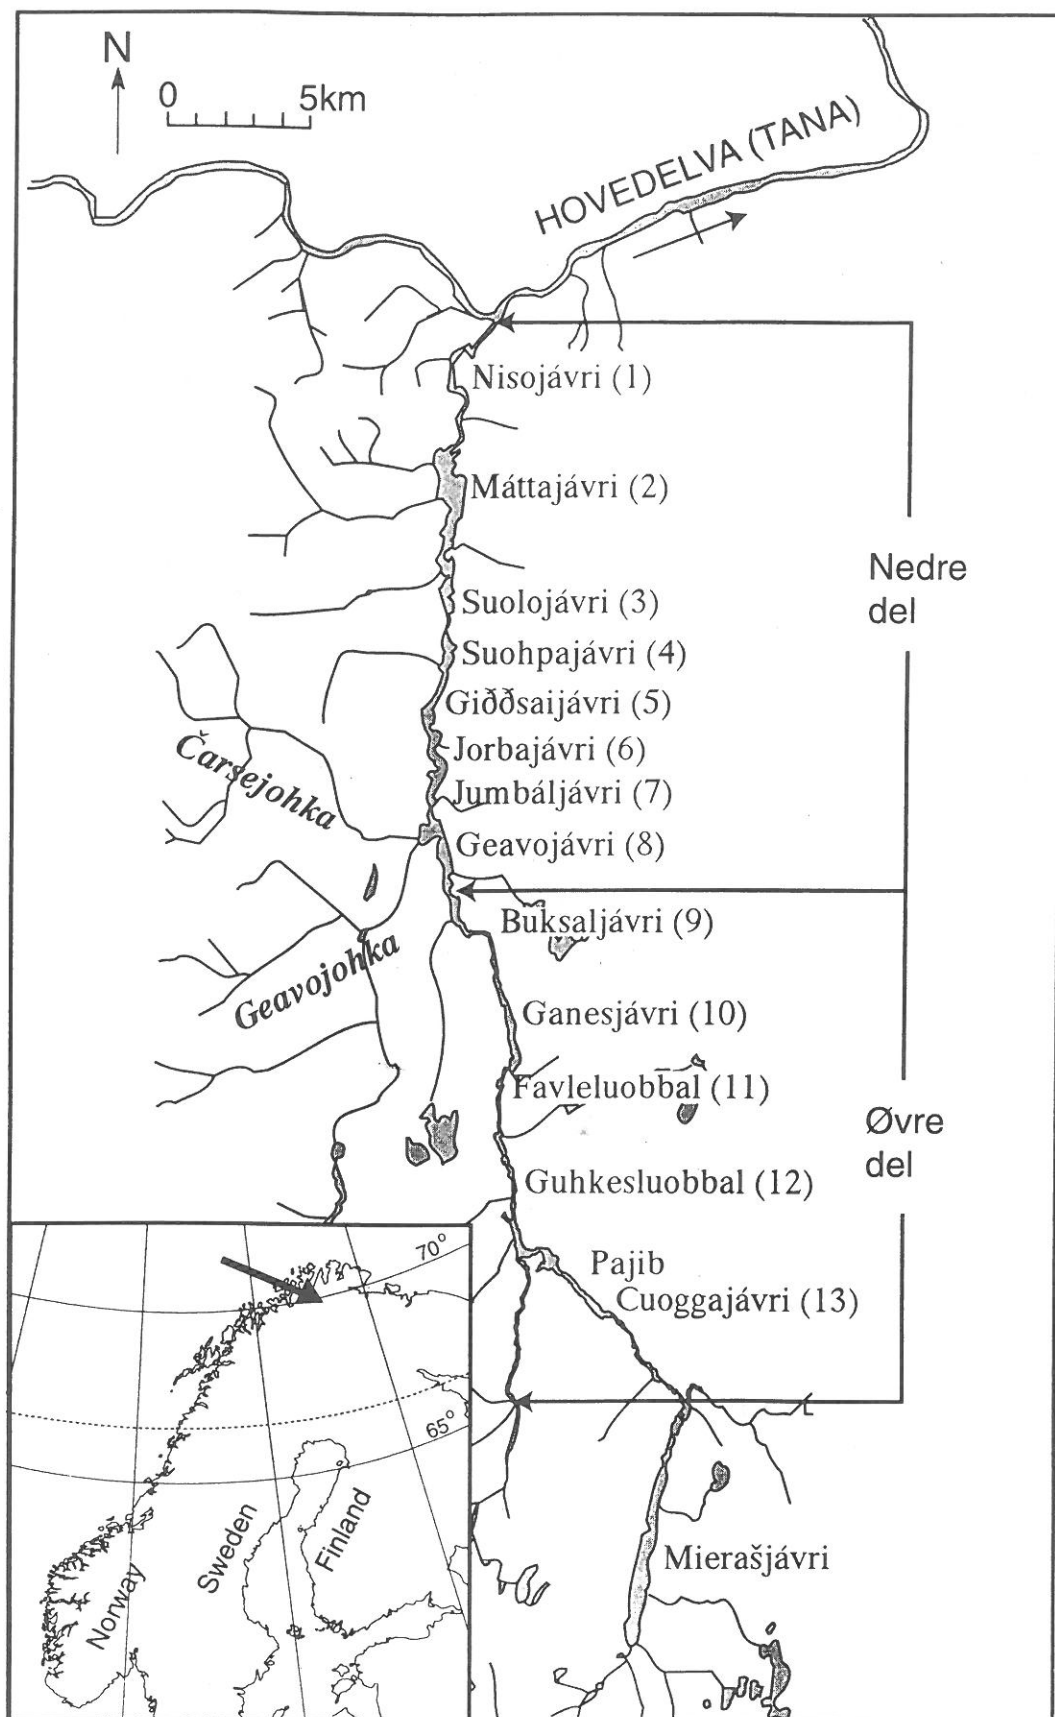 N
0 5km
HOVEDELVA (TANA)
Nisojávri (1)
Máttajávri (2)
Nedre
del
Suolojávri (3)
Suohpajávri (4)
Giđđsaijávri (5)
Čarsejohka
Jorbajávri (6)
Jumbáljávri (7)
Geavojávri (8)
Buksaljávri (9)
Geavojohka
Ganesjávri (10)
Favleluobbal (11)
Øvre
del
Guhkesluobbal (12)
Pajib
Cuoggajávri (13)
Mierašjávri
70°
65°
Norway
Sweden
Finland